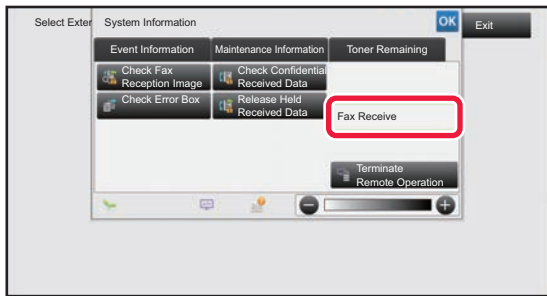 Select Exter
System Information
OK
Exit
Event Information
Maintenance Information
Toner Remaining
Check Fax
Reception Image
Check Confidential
Received Data
Check Error Box
Release Held
Received Data
Fax Receive
Terminate
Remote Operation